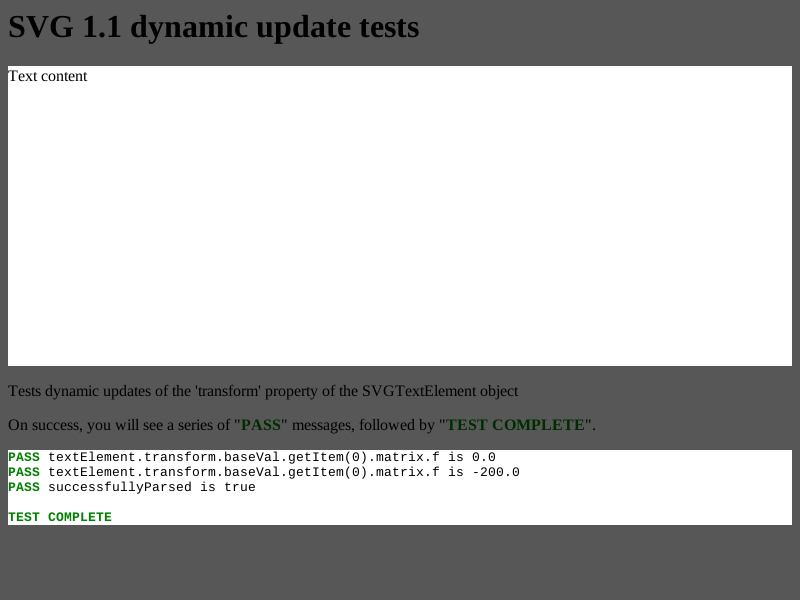 SVG 1.1 dynamic update tests
Text content
Tests dynamic updates of the 'transform' property of the SVGTextElement object
On success, you will see a series of "PASS" messages, followed by "TEST COMPLETE".
PASS textElement.transform.baseVal.getItem(0).matrix.f is 0.0
PASS textElement.transform.baseVal.getItem(0).matrix.f is -200.0
PASS successfullyParsed is true
TEST COMPLETE